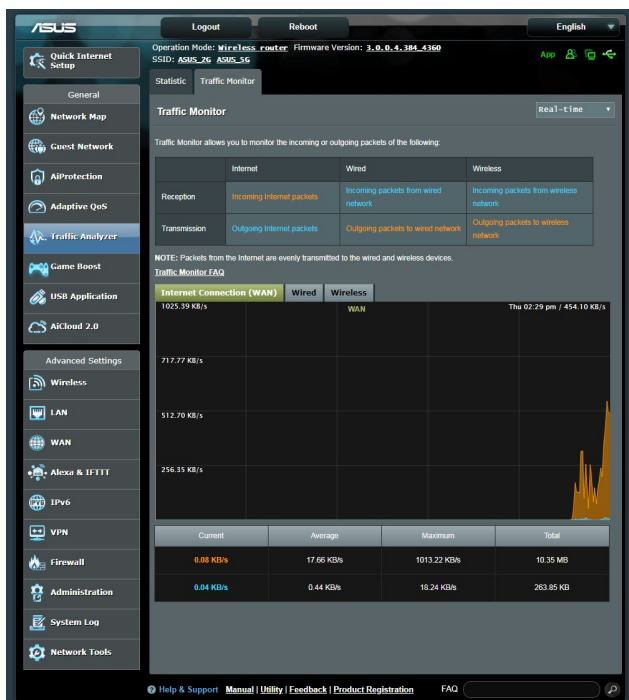 ASUS
Logout
Reboot
English
Operation Mode: Wireless router Firmware Version: 3.0.0.4.384_4360
SSID: ASUS_2G ASUS_5G
App
Quick Internet
Setup
General
Network Map
Guest Network
AiProtection
Adaptive QoS
Traffic Analyzer
Game Boost
USB Application
AiCloud 2.0
Advanced Settings
Wireless
LAN
WAN
Alexa & IFTTT
IPv6
VPN
Firewall
Administration
System Log
Network Tools
Statistic Traffic Monitor
Traffic Monitor
Real-time
Traffic Monitor allows you to monitor the incoming or outgoing packets of the following:
Internet Wired Wireless
Reception
Incoming Internet packets
Incoming packets from wired
network
Incoming packets from wireless
network
Transmission
Outgoing Internet packets
Outgoing packets to wired network
Outgoing packets to wireless
network
NOTE: Packets from the Internet are evenly transmitted to the wired and wireless devices.
Traffic Monitor FAQ
Internet Connection (WAN) Wired Wireless
1025.39 KB/s
WAN
Thu 02:29 pm / 454.10 KB/s
717.77 KB/s
512.70 KB/s
256.35 KB/s
Current Average Maximum Total
0.08 KB/s 17.66 KB/s 1013.22 KB/s 10.35 MB
0.04 KB/s 0.44 KB/s 18.24 KB/s 263.85 KB
Help & Support Manual | Utility | Feedback | Product Registration FAQ